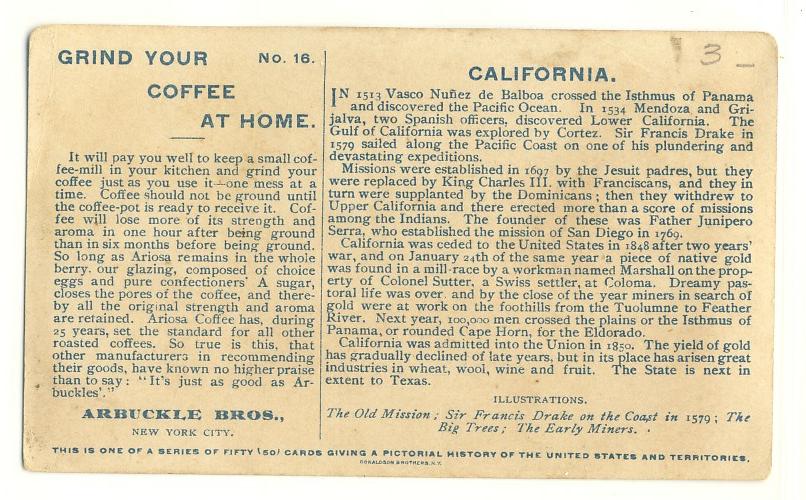 GRIND YOUR No. 16.
COFFEE
AT HOME.
It will pay you well to keep a small cof-
fee-mill in your kitchen and grind your
coffee just as you use it—one mess at a
time. Coffee should not be ground until
the coffee-pot is ready to receive it. Cof-
fee will lose more of its strength and
aroma in one hour after being ground
than in six months before being ground.
So long as Ariosa remains in the whole
berry, our glazing, composed of choice
eggs and pure confectioners' A sugar,
closes the pores of the coffee, and there-
by all the original strength and aroma
are retained. Ariosa Coffee has, during
25 years, set the standard for all other
roasted coffees. So true is this, that
other manufacturers in recommending
their goods, have known no higher praise
than to say: "It's just as good as Ar-
buckles'."
ARBUCKLE BROS.,
NEW YORK CITY.
3 –
CALIFORNIA.
IN 1513 Vasco Nuñez de Balboa crossed the Isthmus of Panama
and discovered the Pacific Ocean. In 1534 Mendoza and Gri-
jalva, two Spanish officers, discovered Lower California. The
Gulf of California was explored by Cortez. Sir Francis Drake in
1579 sailed along the Pacific Coast on one of his plundering and
devastating expeditions.
Missions were established in 1697 by the Jesuit padres, but they
were replaced by King Charles III. with Franciscans, and they in
turn were supplanted by the Dominicans; then they withdrew to
Upper California and there erected more than a score of missions
among the Indians. The founder of these was Father Junipero
Serra, who established the mission of San Diego in 1769.
California was ceded to the United States in 1848 after two years'
war, and on January 24th of the same year a piece of native gold
was found in a mill-race by a workman named Marshall on the prop-
erty of Colonel Sutter, a Swiss settler, at Coloma. Dreamy pas-
toral life was over, and by the close of the year miners in search of
gold were at work on the foothills from the Tuolumne to Feather
River. Next year, 100,000 men crossed the plains or the Isthmus of
Panama, or rounded Cape Horn, for the Eldorado.
California was admitted into the Union in 1850. The yield of gold
has gradually declined of late years, but in its place has arisen great
industries in wheat, wool, wine and fruit. The State is next in
extent to Texas.
ILLUSTRATIONS.
The Old Mission; Sir Francis Drake on the Coast in 1579; The
Big Trees; The Early Miners.
THIS IS ONE OF A SERIES OF FIFTY (50) CARDS GIVING A PICTORIAL HISTORY OF THE UNITED STATES AND TERRITORIES.
DONALDSON BROTHERS, N.Y.